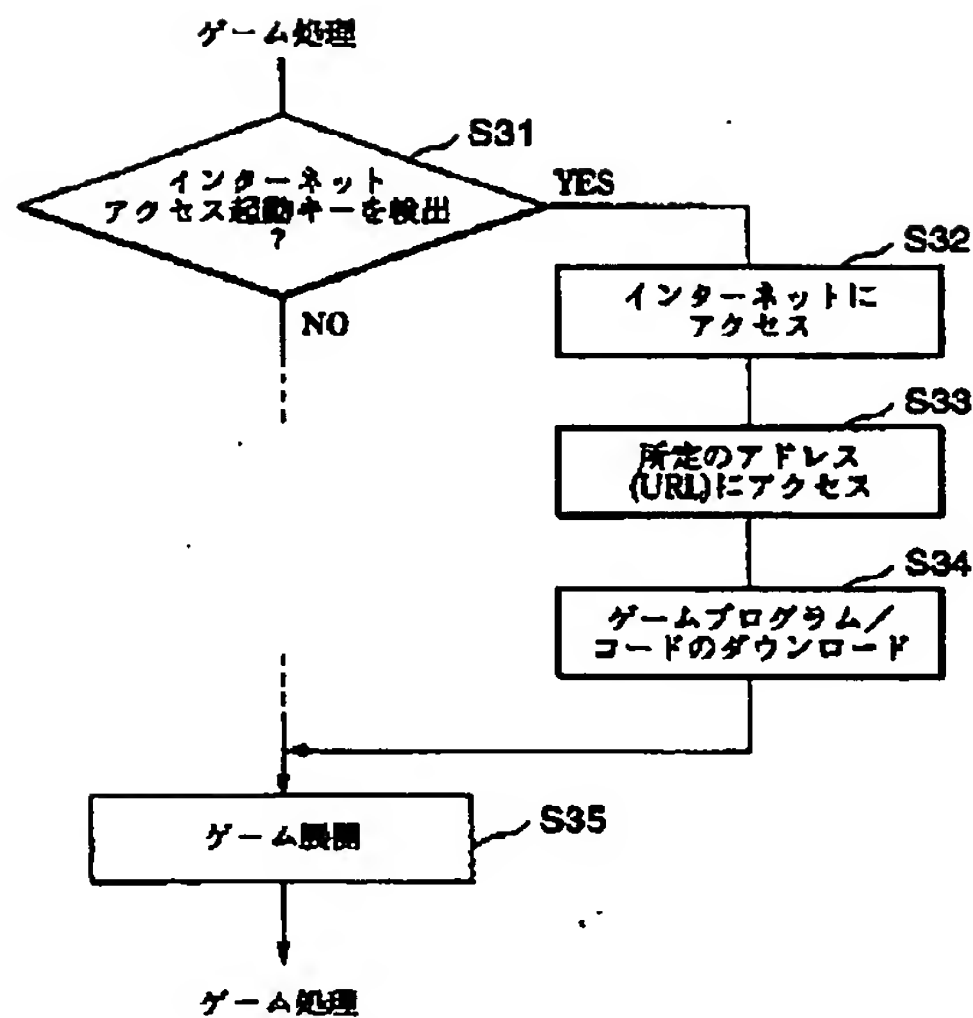 ゲーム処理
S31
インターネット
アクセス起動キーを検出
?
YES
NO
S32
インターネットに
アクセス
S33
所定のアドレス
(URL)にアクセス
S34
ゲームプログラム/
コードのダウンロード
ゲーム展開
S35
ゲーム処理